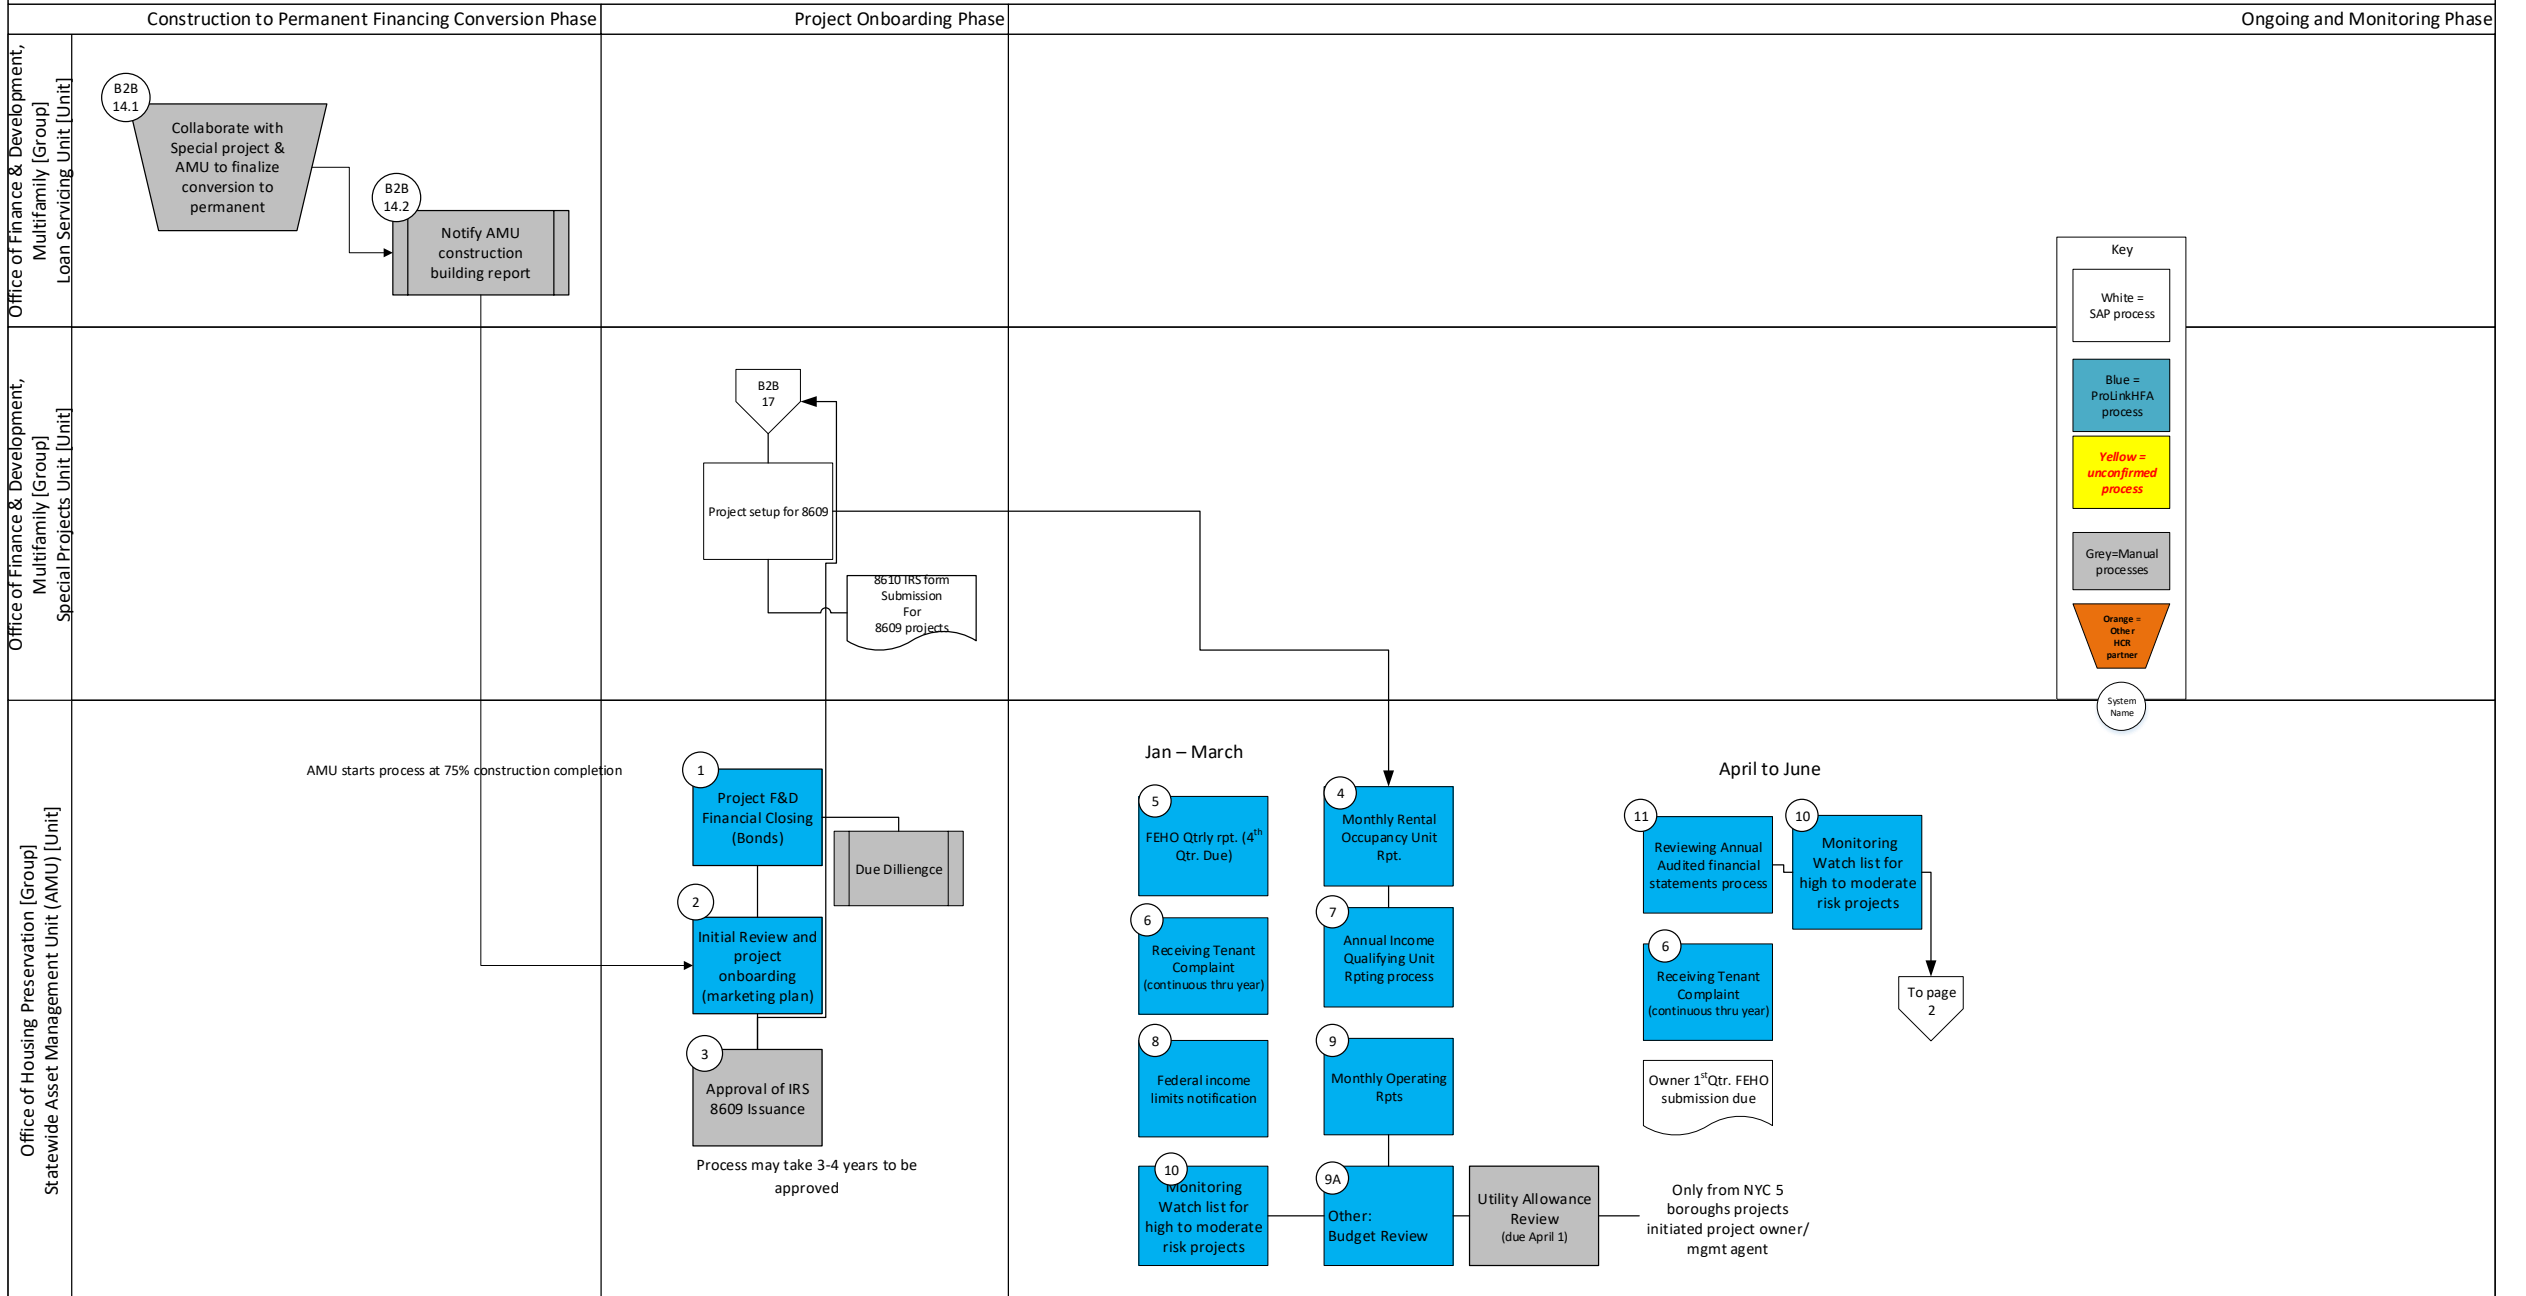 Construction to Permanent Financing Conversion Phase
Project Onboarding Phase
Ongoing and Monitoring Phase
Office of Finance & Development,
Multifamily [Group]
Loan Servicing Unit [Unit]
B2B
14.1
Collaborate with
Special project &
AMU to finalize
conversion to
permanent
B2B
14.2
Notify AMU
construction
building report
Key
White =
SAP process
Blue =
ProLinkHFA
process
Yellow =
unconfirmed
process
Grey=Manual
processes
Orange =
Other
HCR
partner
System
Name
Office of Finance & Development,
Multifamily [Group]
Special Projects Unit [Unit]
B2B
17
Project setup for 8609
8610 IRS form
Submission
For
8609 projects
Office of Housing Preservation [Group]
Statewide Asset Management Unit (AMU) [Unit]
AMU starts process at 75% construction completion
1
Project F&D
Financial Closing
(Bonds)
Due Dilliengce
2
Initial Review and
project
onboarding
(marketing plan)
3
Approval of IRS
8609 Issuance
Process may take 3-4 years to be
approved
Jan – March
5
FEHO Qtrly rpt. (4th
Qtr. Due)
6
Receiving Tenant
Complaint
(continuous thru year)
8
Federal income
limits notification
10
Monitoring
Watch list for
high to moderate
risk projects
4
Monthly Rental
Occupancy Unit
Rpt.
7
Annual Income
Qualifying Unit
Rpting process
9
Monthly Operating
Rpts
9A
Other:
Budget Review
Utility Allowance
Review
(due April 1)
Only from NYC 5
boroughs projects
initiated project owner/
mgmt agent
April to June
11
Reviewing Annual
Audited financial
statements process
10
Monitoring
Watch list for
high to moderate
risk projects
6
Receiving Tenant
Complaint
(continuous thru year)
Owner 1st Qtr. FEHO
submission due
To page
2